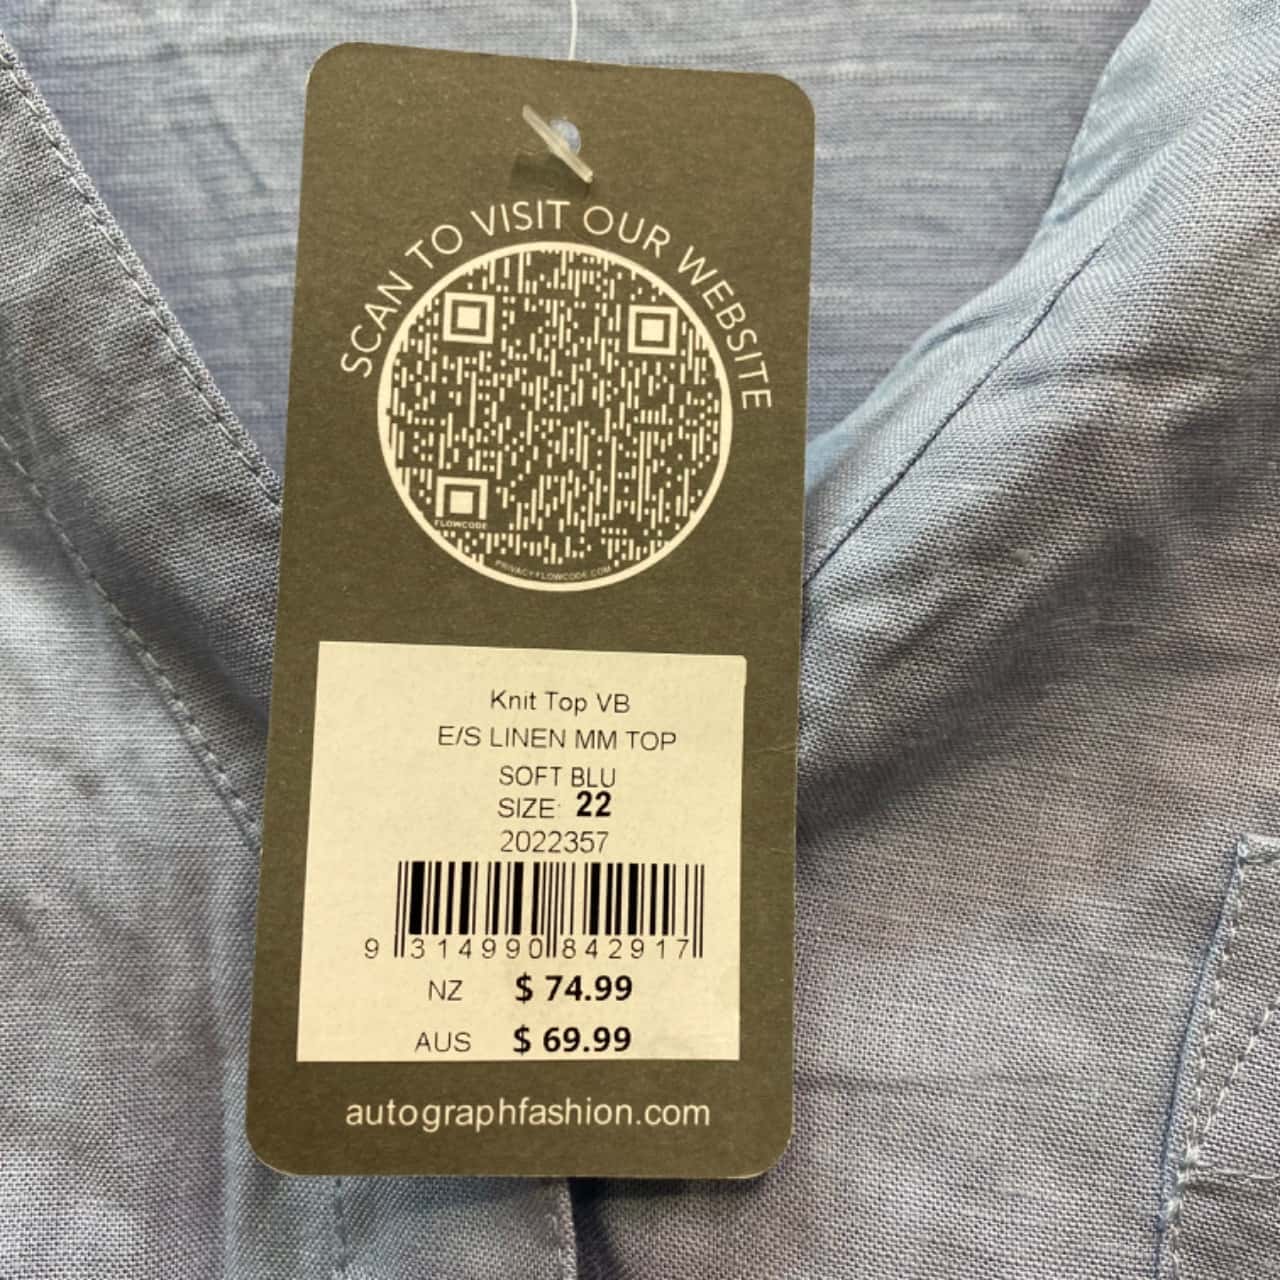 SCAN TO VISIT OUR WEBSITE
FLOWCODE
PRIVACY.FLOWCODE.COM
Knit Top VB
E/S LINEN MM TOP
SOFT BLU
SIZE: 22
2022357
9 314990 842917
NZ $ 74.99
AUS $ 69.99
autographfashion.com